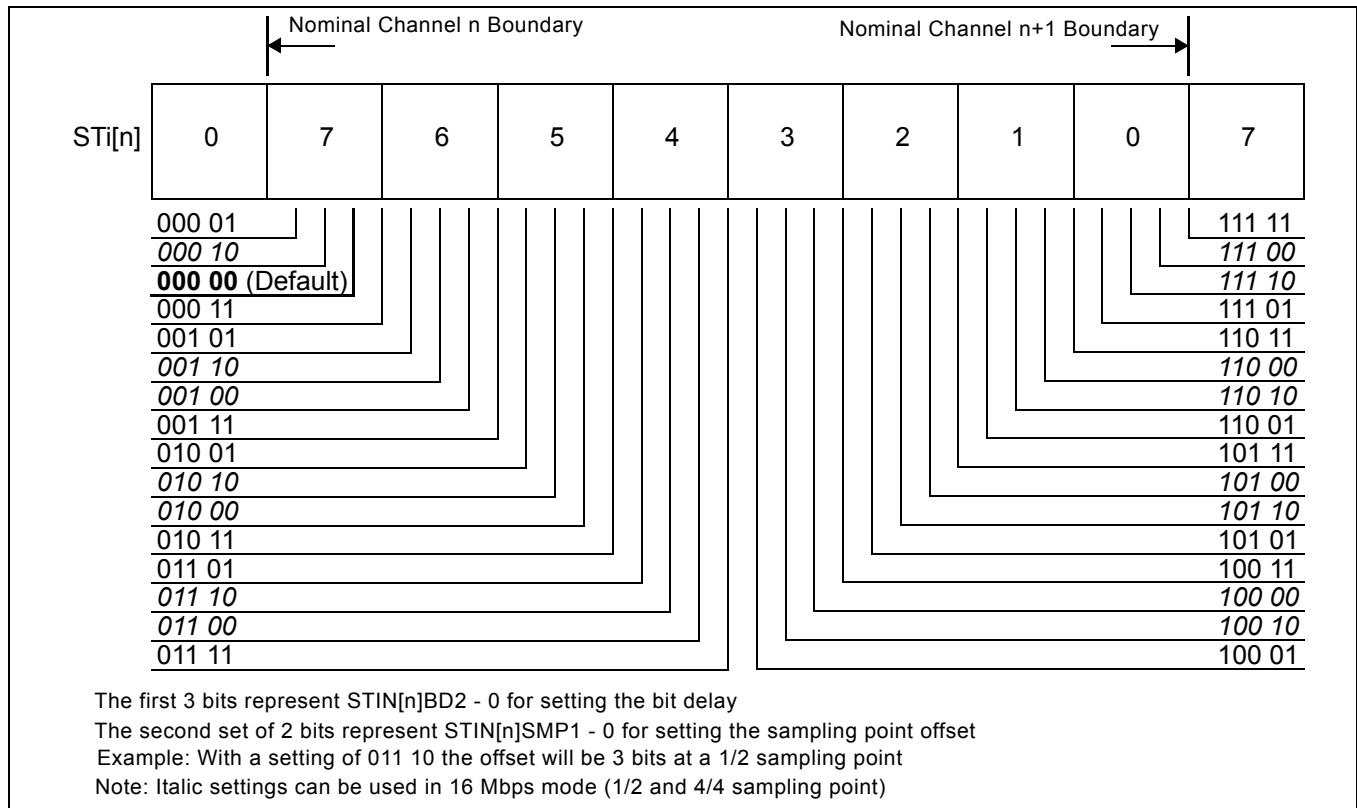 Nominal Channel n Boundary
Nominal Channel n+1 Boundary
STi[n] 0 7 6 5 4 3 2 1 0 7
000 01 111 11
000 10 111 00
000 00 (Default) 111 10
000 11 111 01
001 01 110 11
001 10 110 00
001 00 110 10
001 11 110 01
010 01 101 11
010 10 101 00
010 00 101 10
010 11 101 01
011 01 100 11
011 10 100 00
011 00 100 10
011 11 100 01
The first 3 bits represent STIN[n]BD2 - 0 for setting the bit delay
The second set of 2 bits represent STIN[n]SMP1 - 0 for setting the sampling point offset
Example: With a setting of 011 10 the offset will be 3 bits at a 1/2 sampling point
Note: Italic settings can be used in 16 Mbps mode (1/2 and 4/4 sampling point)